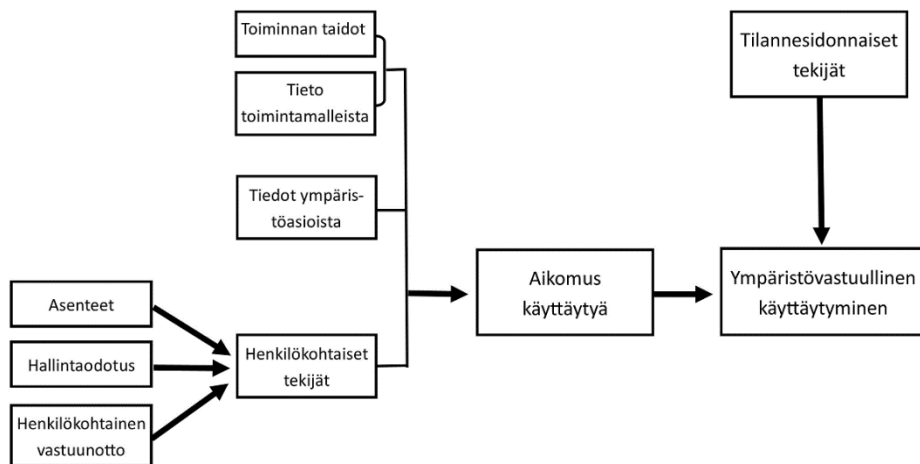 Toiminnan taidot
Tieto
toimintamalleista
Tiedot ympäris-
töasioista
Asenteet
Hallintaodotus
Henkilökohtainen
vastuunotto
Henkilökohtaiset
tekijät
Aikomus
käyttäytyä
Tilannesidonnaiset
tekijät
Ympäristövastuullinen
käyttäytyminen